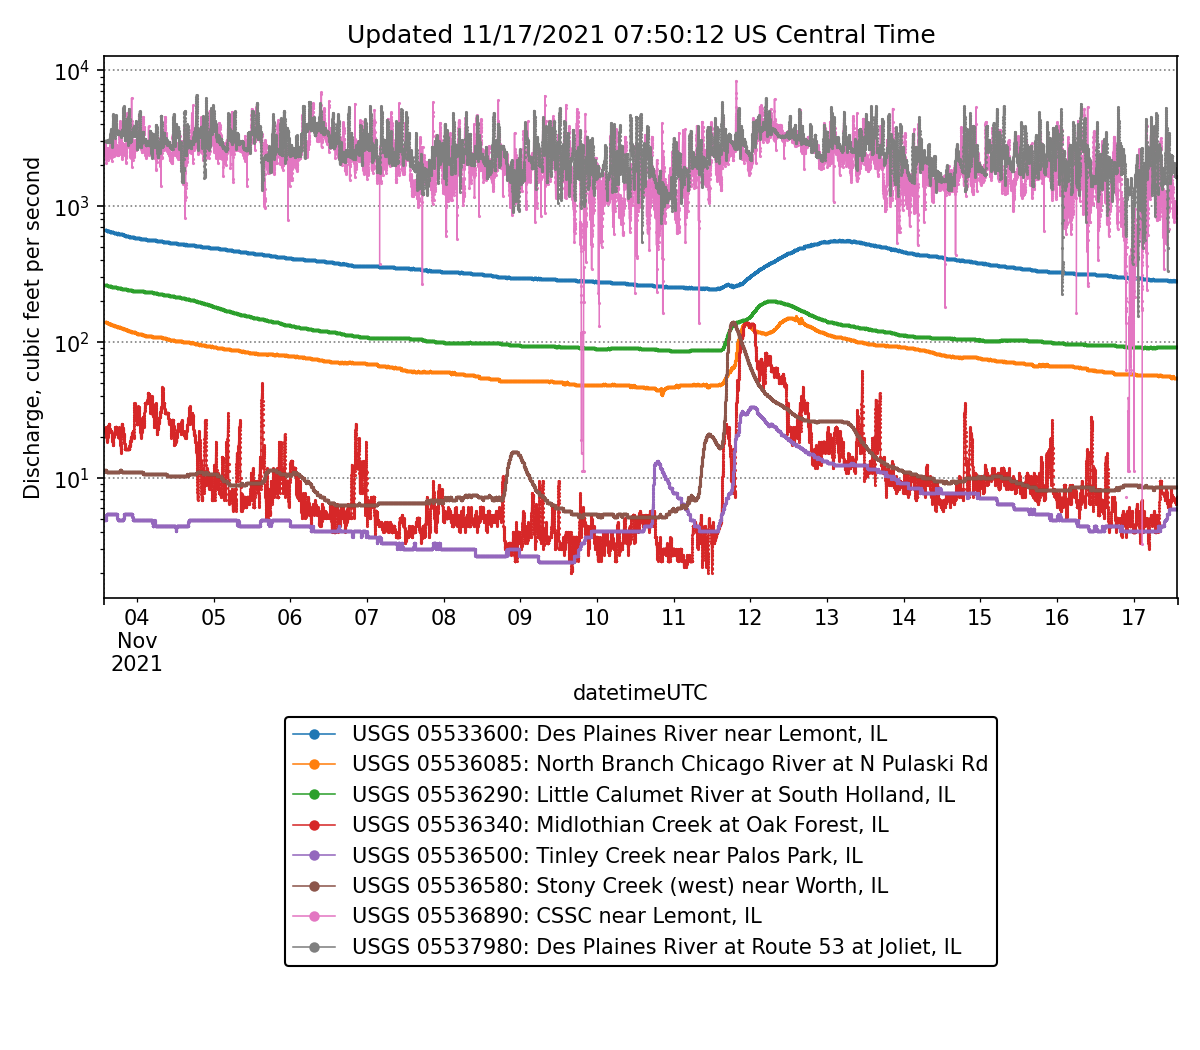 Updated 11/17/2021 07:50:12 US Central Time
Discharge, cubic feet per second
10^4
10^3
10^2
10^1
04 05 06 07 08 09 10 11 12 13 14 15 16 17
Nov
2021
datetimeUTC
USGS 05533600: Des Plaines River near Lemont, IL
USGS 05536085: North Branch Chicago River at N Pulaski Rd
USGS 05536290: Little Calumet River at South Holland, IL
USGS 05536340: Midlothian Creek at Oak Forest, IL
USGS 05536500: Tinley Creek near Palos Park, IL
USGS 05536580: Stony Creek (west) near Worth, IL
USGS 05536890: CSSC near Lemont, IL
USGS 05537980: Des Plaines River at Route 53 at Joliet, IL